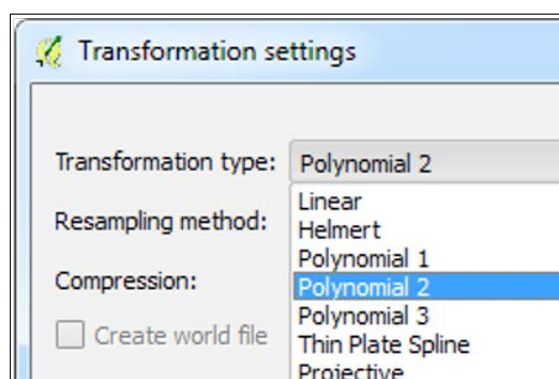 Transformation settings
Transformation type: Polynomial 2
Linear
Resampling method:
Helmert
Polynomial 1
Compression:
Polynomial 2
Polynomial 3
Create world file
Thin Plate Spline
Projective